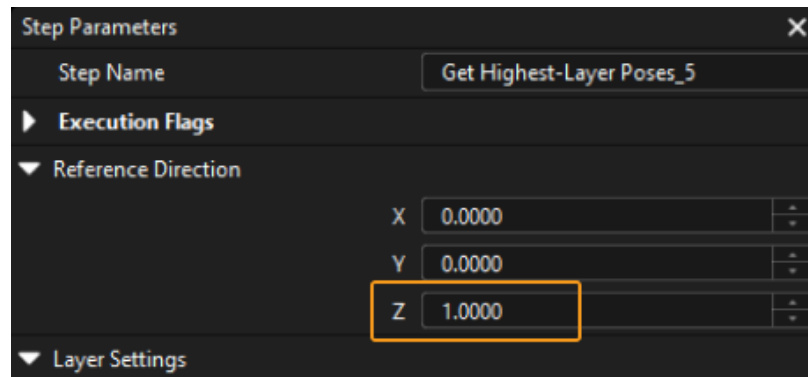 Step Parameters
Step Name Get Highest-Layer Poses_5
Execution Flags
Reference Direction
X 0.0000
Y 0.0000
Z 1.0000
Layer Settings